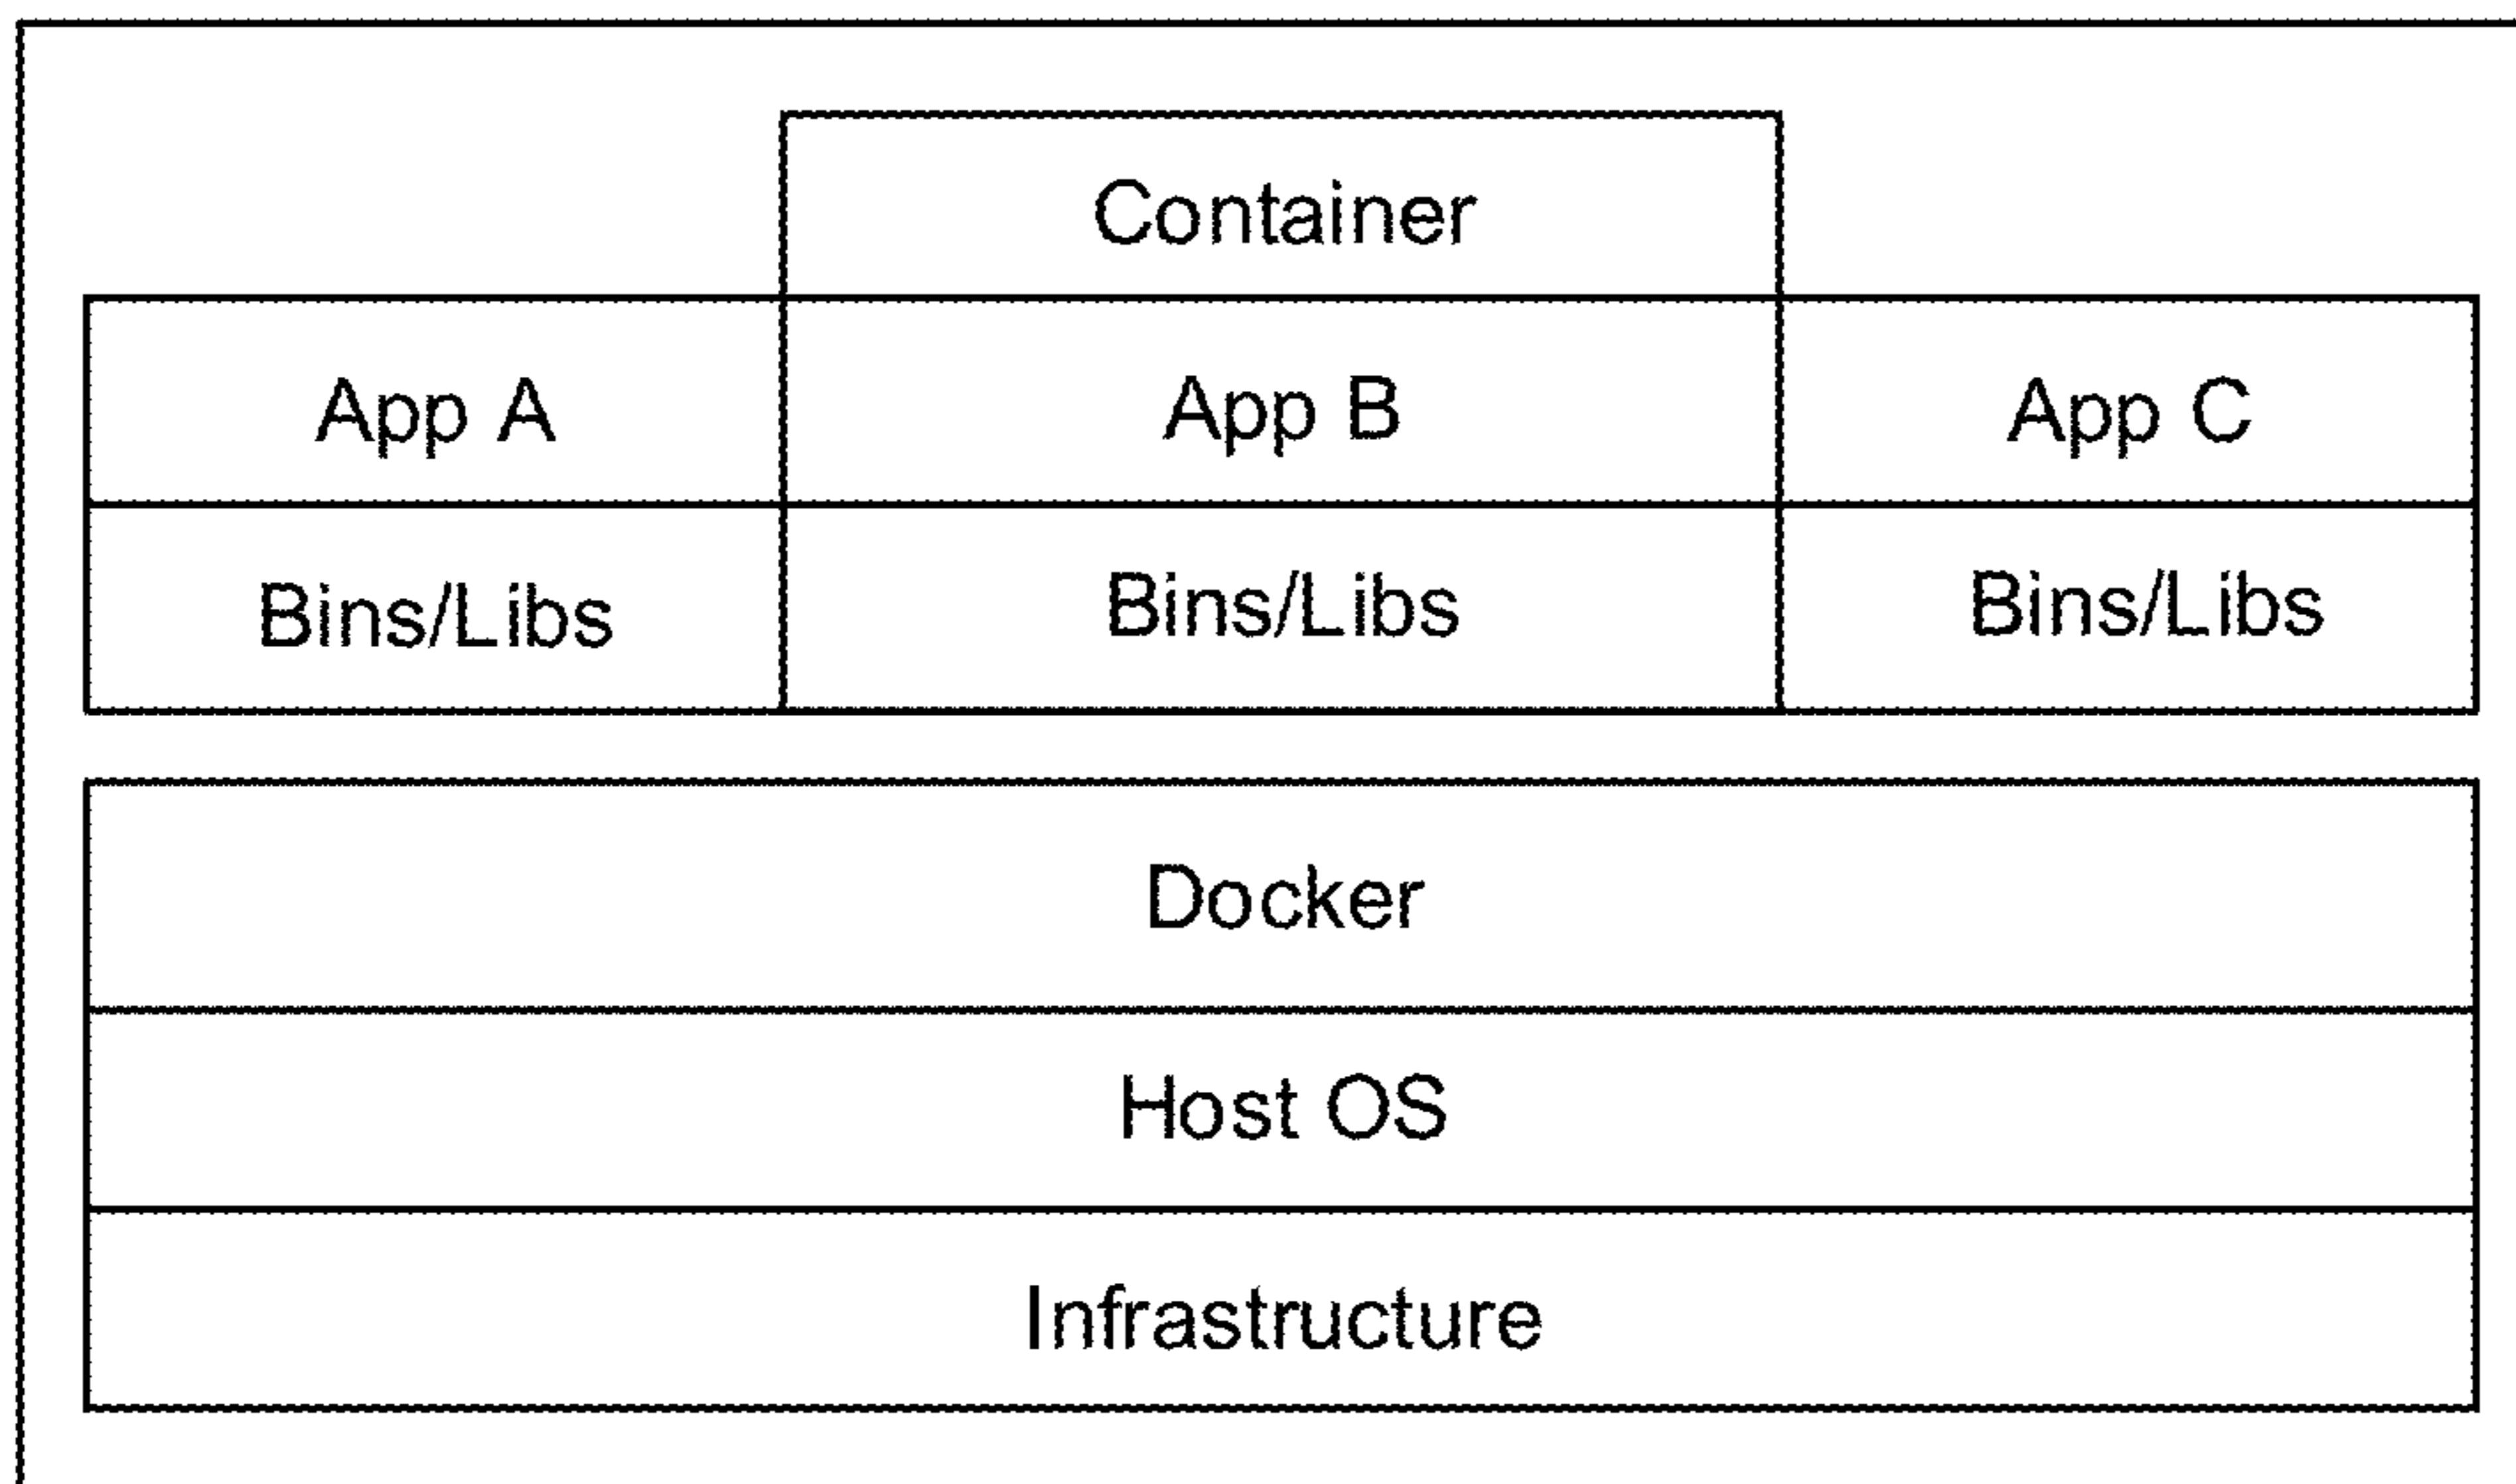 Container
App A App B App C
Bins/Libs Bins/Libs Bins/Libs
Docker
Host OS
Infrastructure